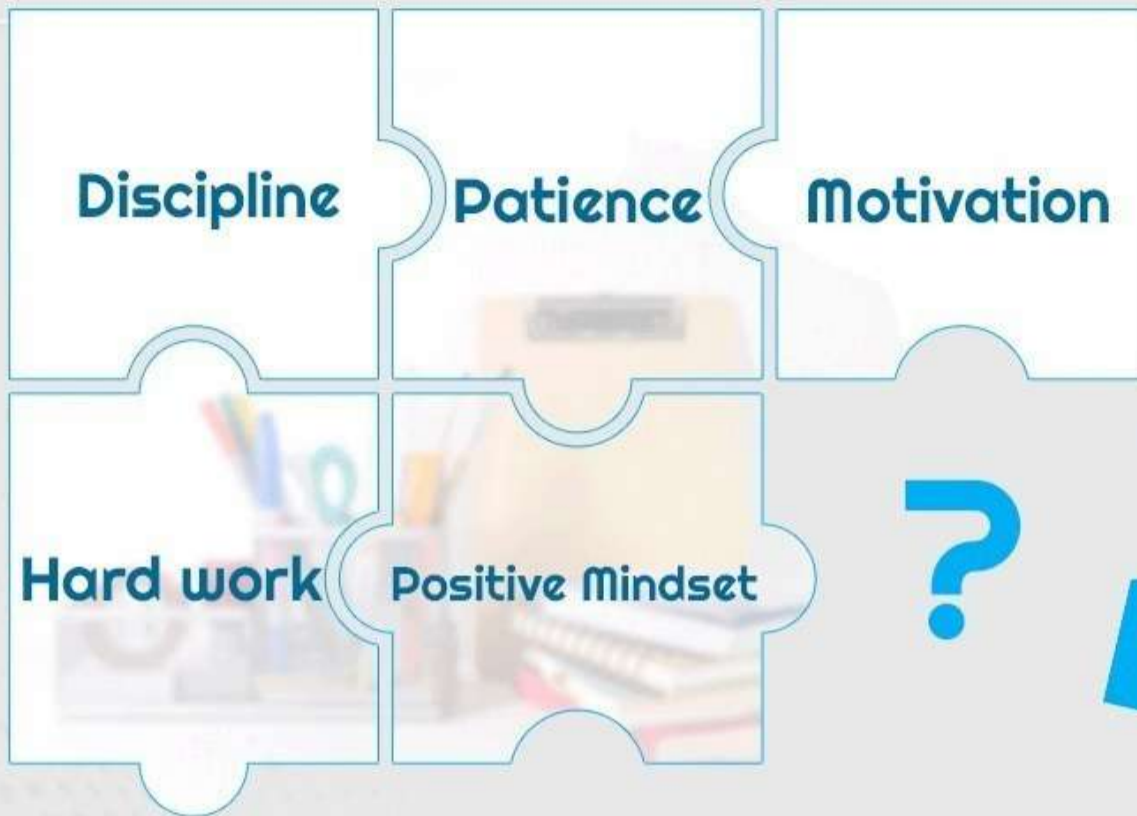 Discipline
Patience
Motivation
Hard work
Positive Mindset
?